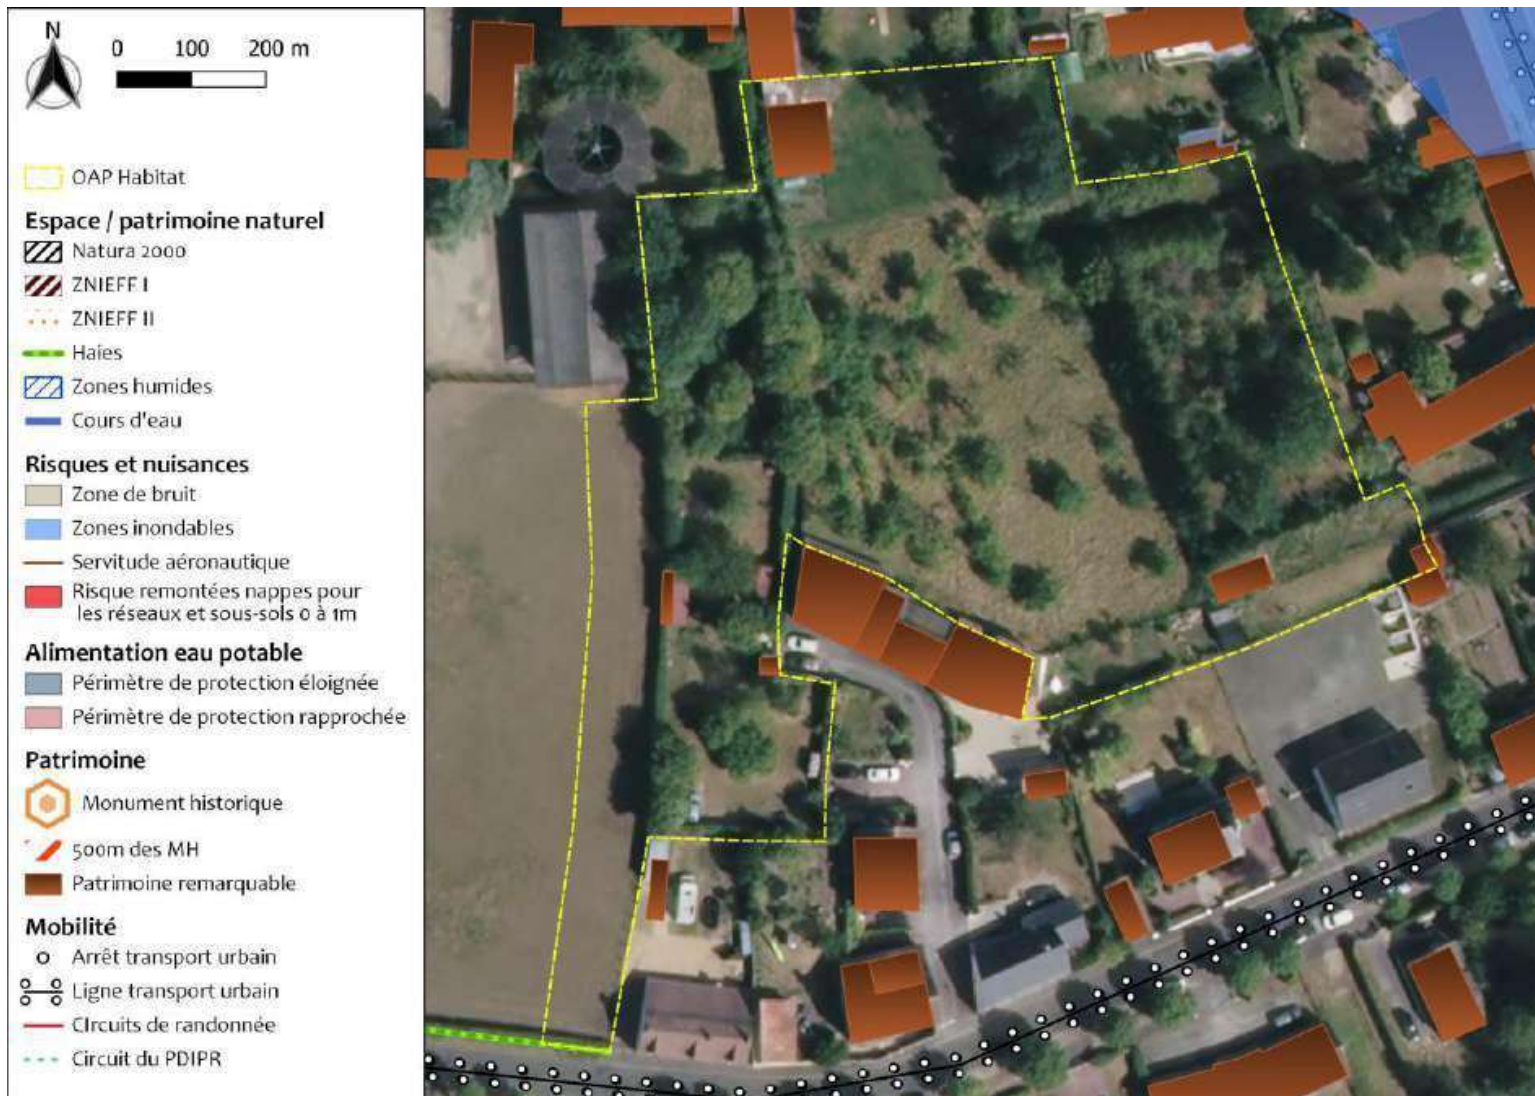 N
0 100 200 m
OAP Habitat
Espace / patrimoine naturel
Natura 2000
ZNIEFF I
ZNIEFF II
Haies
Zones humides
Cours d'eau
Risques et nuisances
Zone de bruit
Zones inondables
Servitude aéronautique
Risque remontées nappes pour
les réseaux et sous-sols 0 à 1m
Alimentation eau potable
Périmètre de protection éloignée
Périmètre de protection rapprochée
Patrimoine
Monument historique
500m des MH
Patrimoine remarquable
Mobilité
Arrêt transport urbain
Ligne transport urbain
CIrcuits de randonnée
Circuit du PDIPR